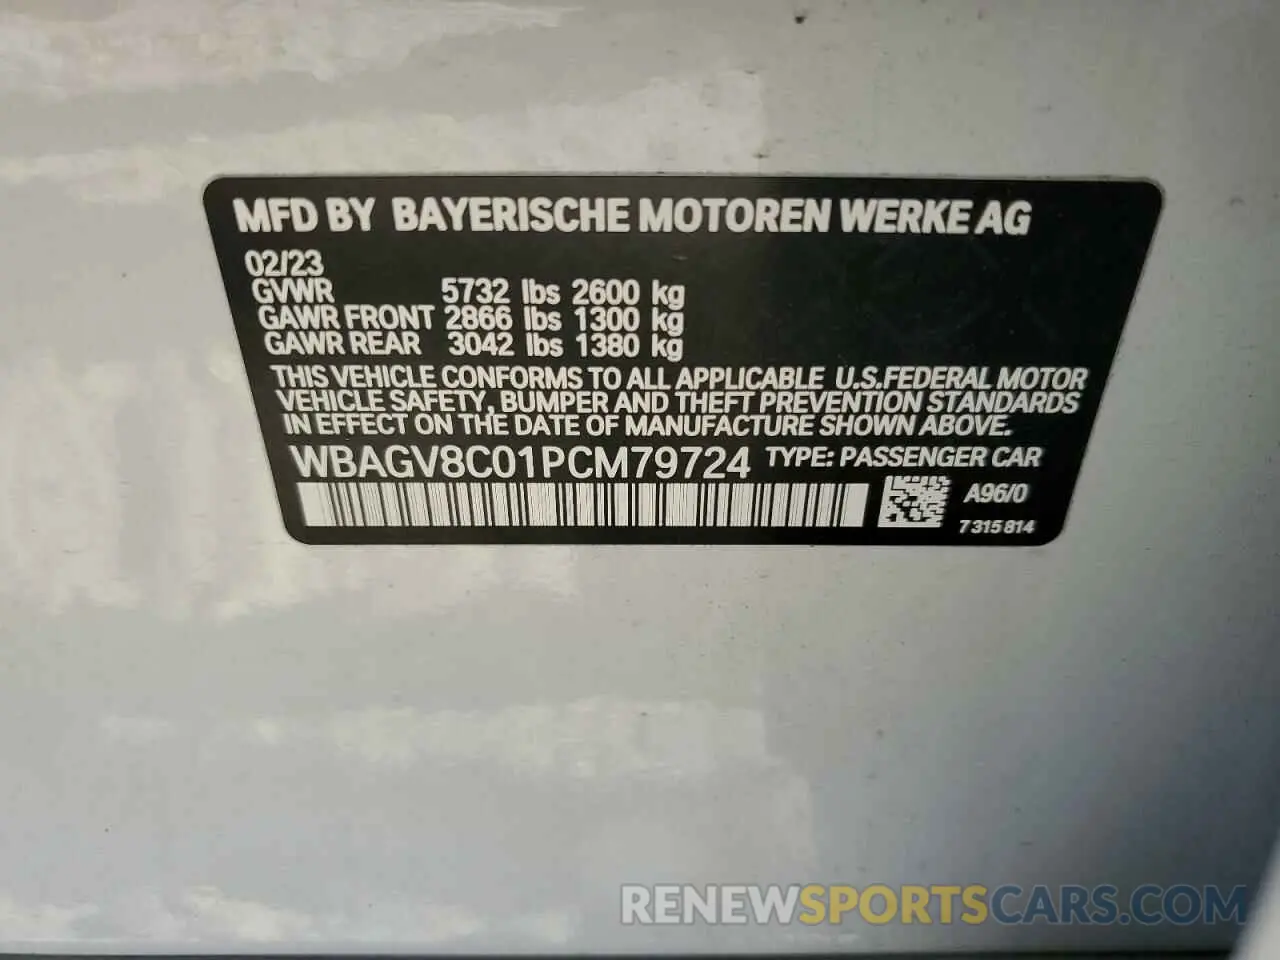 MFD BY BAYERISCHE MOTOREN WERKE AG
02/23
GVWR 5732 lbs 2600 kg
GAWR FRONT 2866 lbs 1300 kg
GAWR REAR 3042 lbs 1380 kg
THIS VEHICLE CONFORMS TO ALL APPLICABLE U.S.FEDERAL MOTOR
VEHICLE SAFETY, BUMPER AND THEFT PREVENTION STANDARDS
IN EFFECT ON THE DATE OF MANUFACTURE SHOWN ABOVE.
WBAGV8C01PCM79724 TYPE: PASSENGER CAR
A96/0
7315814
RENEWSPORTSCARS.COM